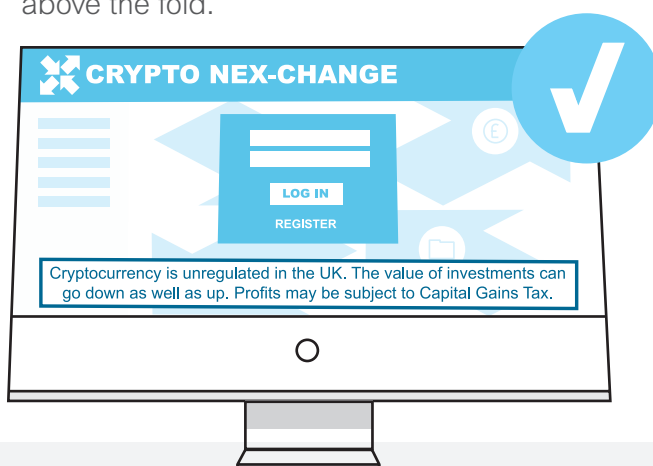 above the fold.
CRYPTO NEX-CHANGE
£
LOG IN
REGISTER
Cryptocurrency is unregulated in the UK. The value of investments can
go down as well as up. Profits may be subject to Capital Gains Tax.